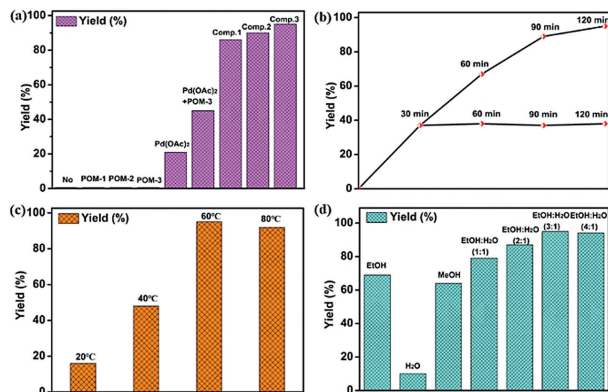 (a)
Yield (%)
Comp.1
Comp.2
Comp.3
Pd(OAc)₂
+POM-3
Pd(OAc)₂
No
POM-1
POM-2
POM-3
Yield (%)
100
80
60
40
20
0
(b)
Yield (%)
100
80
60
40
20
0
30 min
60 min
90 min
120 min
60 min
90 min
120 min
(c)
Yield (%)
Yield (%)
100
80
60
40
20
0
20℃
40℃
60℃
80℃
(d)
Yield (%)
Yield (%)
100
80
60
40
20
0
EtOH
H₂O
MeOH
EtOH:H₂O
(1:1)
EtOH:H₂O
(2:1)
EtOH:H₂O
(3:1)
EtOH:H₂O
(4:1)